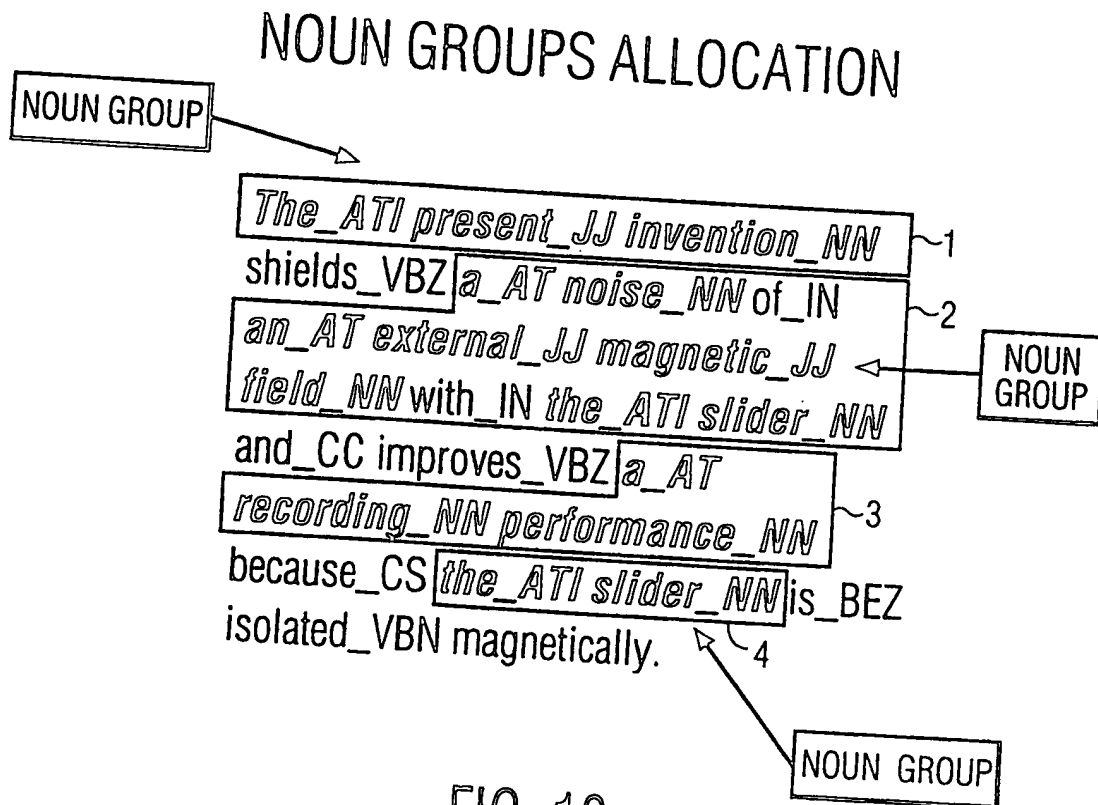 NOUN GROUPS ALLOCATION
NOUN GROUP
The_ATI present_JJ invention_NN ~1
shields_VBZ a_AT noise_NN of_IN
2
an_AT external_JJ magnetic_JJ
NOUN
GROUP
field_NN with_IN the_ATI slider_NN
and_CC improves_VBZ a_AT
recording_NN performance_NN ~3
because_CS the_ATI slider_NN is_BEZ
isolated_VBN magnetically. 4
NOUN GROUP